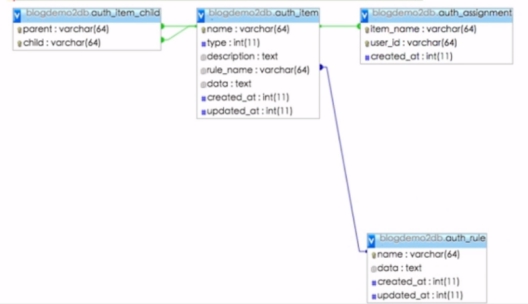 blogdemo2db.auth_item_child
parent : varchar(64)
child : varchar(64)
blogdemo2db.auth_item
name : varchar(64)
type : int(11)
description : text
rule_name : varchar(64)
data : text
created_at : int(11)
updated_at : int(11)
blogdemo2db.auth_assignment
item_name : varchar(64)
user_id : varchar(64)
created_at : int(11)
blogdemo2db.auth_rule
name : varchar(64)
data : text
created_at : int(11)
updated_at : int(11)